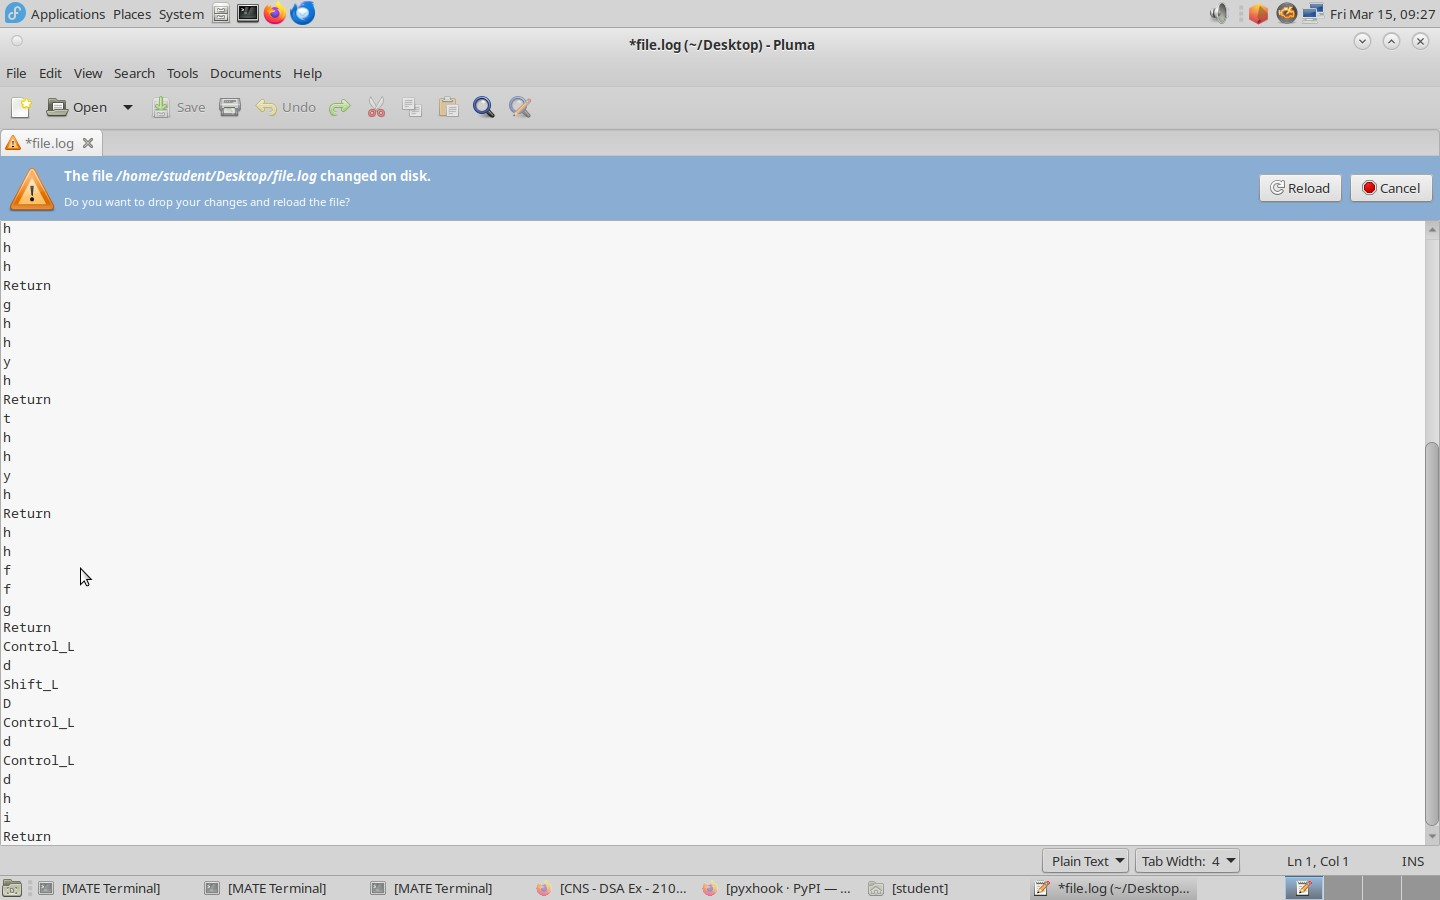 Applications Places System Fri Mar 15, 09:27
*file.log (~/Desktop) - Pluma
File Edit View Search Tools Documents Help
Open Save Undo
*file.log
The file /home/student/Desktop/file.log changed on disk.
Do you want to drop your changes and reload the file?
Reload Cancel
h
h
h
Return
g
h
h
y
h
Return
t
h
h
y
h
Return
h
h
f
f
g
Return
Control_L
d
Shift_L
D
Control_L
d
Control_L
d
h
i
Return
Plain Text Tab Width: 4 Ln 1, Col 1 INS
[MATE Terminal] [MATE Terminal] [MATE Terminal] [CNS - DSA Ex - 210... [pyxhook · PyPI — ... [student] *file.log (~/Desktop...